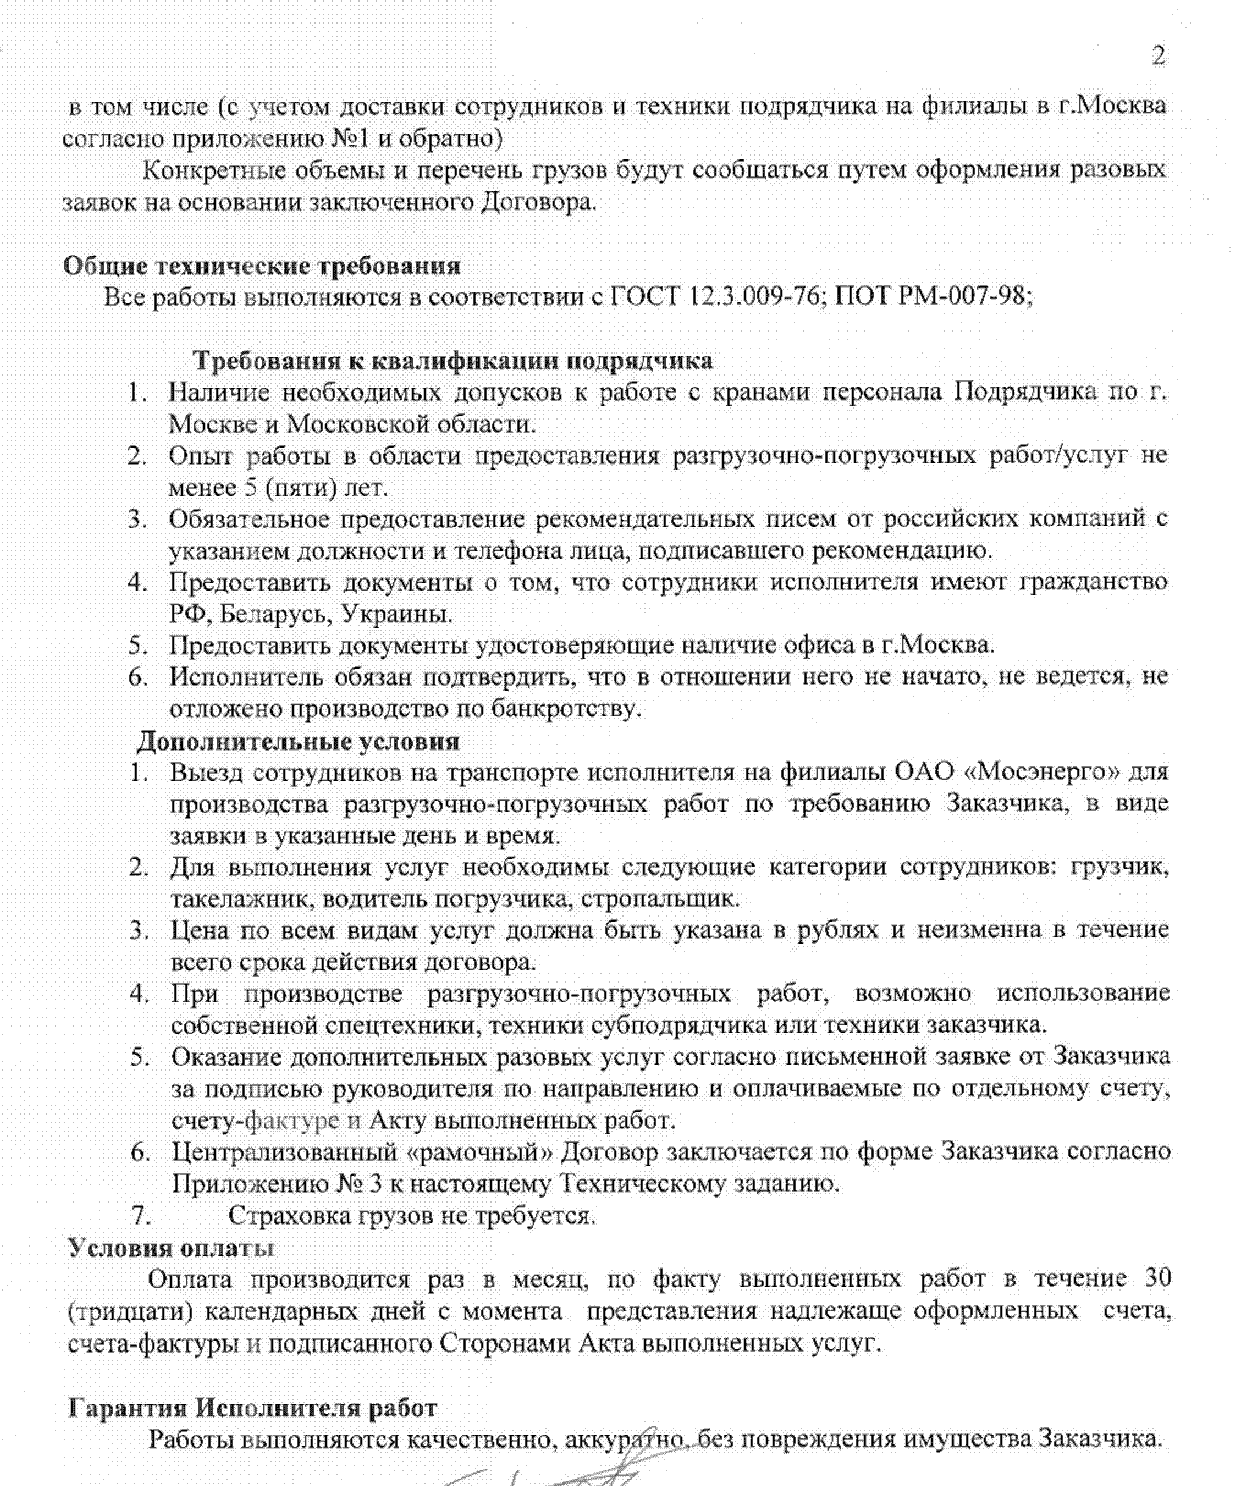 2
в том числе (с учетом доставки сотрудников и техники подрядчика на филиалы в г.Москва
согласно приложению №1 и обратно)
Конкретные объемы и перечень грузов будут сообщаться путем оформления разовых
заявок на основании заключенного Договора.
Общие технические требования
Все работы выполняются в соответствии с ГОСТ 12.3.009-76; ПОТ РМ-007-98;
Требования к квалификации подрядчика
1. Наличие необходимых допусков к работе с кранами персонала Подрядчика по г.
Москве и Московской области.
2. Опыт работы в области предоставления разгрузочно-погрузочных работ/услуг не
менее 5 (пяти) лет.
3. Обязательное предоставление рекомендательных писем от российских компаний с
указанием должности и телефона лица, подписавшего рекомендацию.
4. Предоставить документы о том, что сотрудники исполнителя имеют гражданство
РФ, Беларусь, Украины.
5. Предоставить документы удостоверяющие наличие офиса в г.Москва.
6. Исполнитель обязан подтвердить, что в отношении него не начато, не ведется, не
отложено производство по банкротству.
Дополнительные условия
1. Выезд сотрудников на транспорте исполнителя на филиалы ОАО «Мосэнерго» для
производства разгрузочно-погрузочных работ по требованию Заказчика, в виде
заявки в указанные день и время.
2. Для выполнения услуг необходимы следующие категории сотрудников: грузчик,
такелажник, водитель погрузчика, стропальщик.
3. Цена по всем видам услуг должна быть указана в рублях и неизменна в течение
всего срока действия договора.
4. При производстве разгрузочно-погрузочных работ, возможно использование
собственной спецтехники, техники субподрядчика или техники заказчика.
5. Оказание дополнительных разовых услуг согласно письменной заявке от Заказчика
за подписью руководителя по направлению и оплачиваемые по отдельному счету,
счету-фактуре и Акту выполненных работ.
6. Централизованный «рамочный» Договор заключается по форме Заказчика согласно
Приложению № 3 к настоящему Техническому заданию.
7. Страховка грузов не требуется.
Условия оплаты
Оплата производится раз в месяц, по факту выполненных работ в течение 30
(тридцати) календарных дней с момента представления надлежаще оформленных счета,
счета-фактуры и подписанного Сторонами Акта выполненных услуг.
Гарантия Исполнителя работ
Работы выполняются качественно, аккуратно, без повреждения имущества Заказчика.